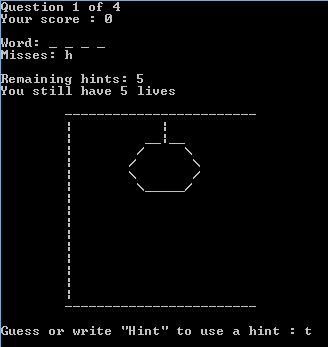 Question 1 of 4
Your score : 0
Word: _ _ _ _
Misses: h
Remaining hints: 5
You still have 5 lives
Guess or write "Hint" to use a hint : t